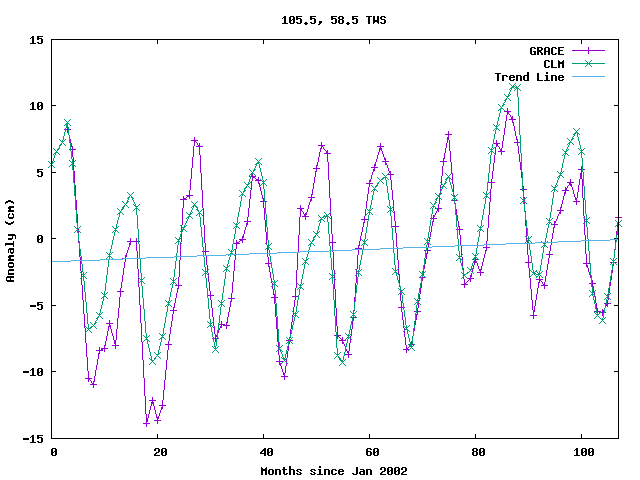 105.5, 58.5 TWS
GRACE
CLM
Trend Line
15
10
5
0
-5
-10
-15
Anomaly (cm)
0 20 40 60 80 100
Months since Jan 2002